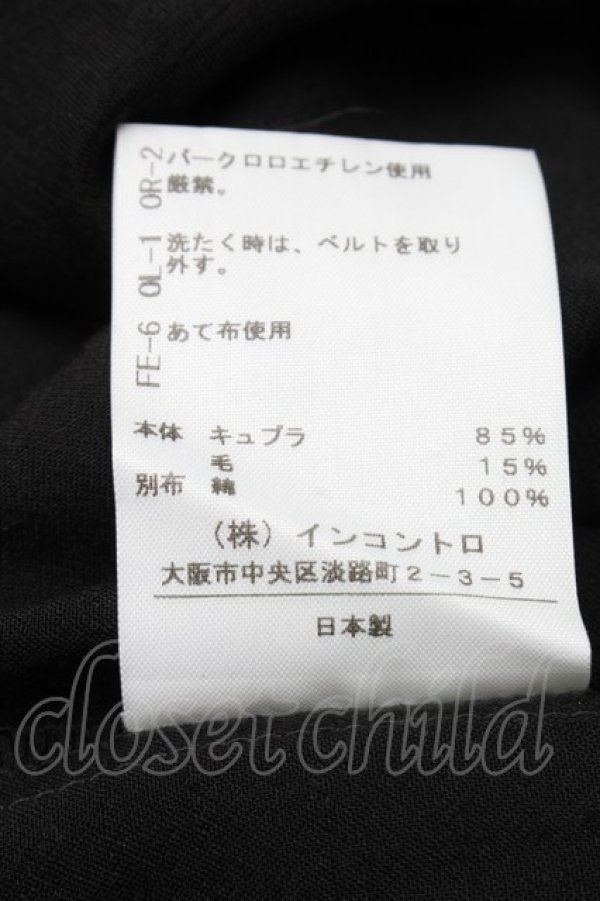 OR-2 パークロロエチレン使用
厳禁。
OL-1 洗たく時は、ベルトを取り
外す。
FE-6 あて布使用
本体 キュプラ 85%
毛 15%
別布 綿 100%
(株)インコントロ
大阪市中央区淡路町2-3-5
日本製
closet child